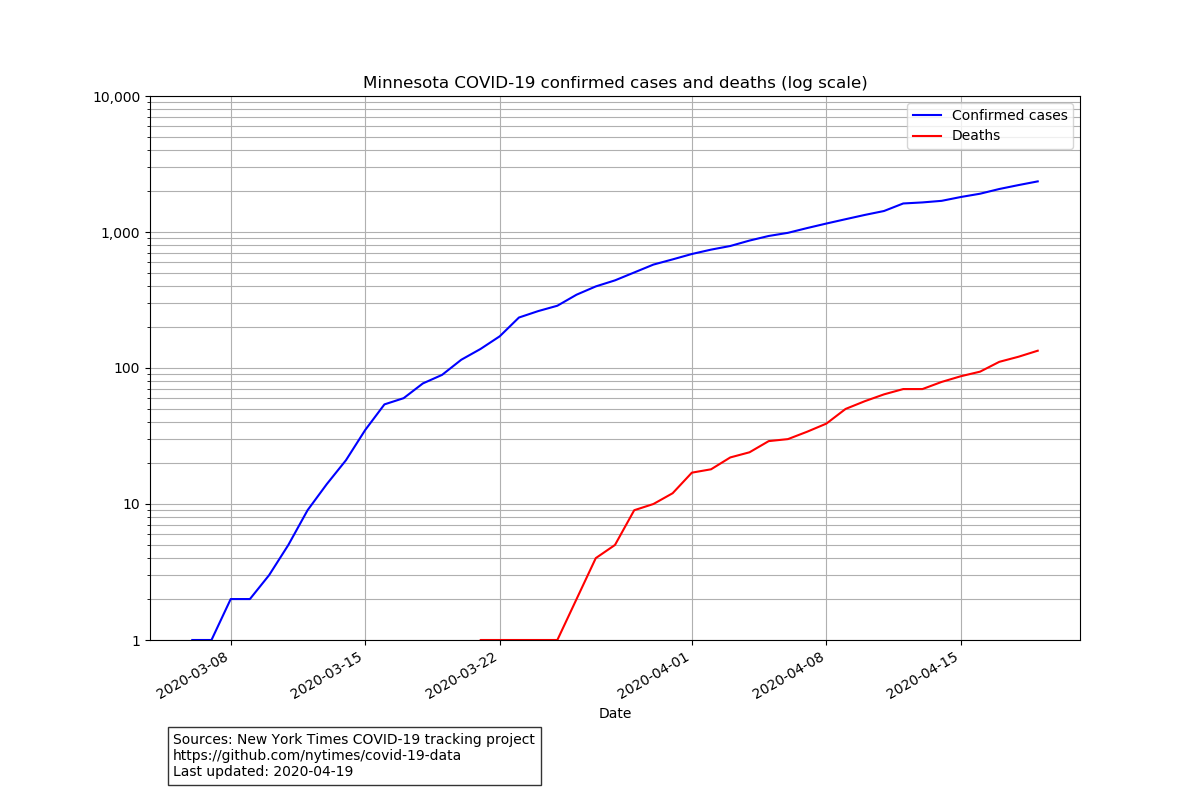 Minnesota COVID-19 confirmed cases and deaths (log scale)
10,000
1,000
100
10
1
Confirmed cases
Deaths
2020-03-08
2020-03-15
2020-03-22
2020-04-01
2020-04-08
2020-04-15
Date
Sources: New York Times COVID-19 tracking project
https://github.com/nytimes/covid-19-data
Last updated: 2020-04-19